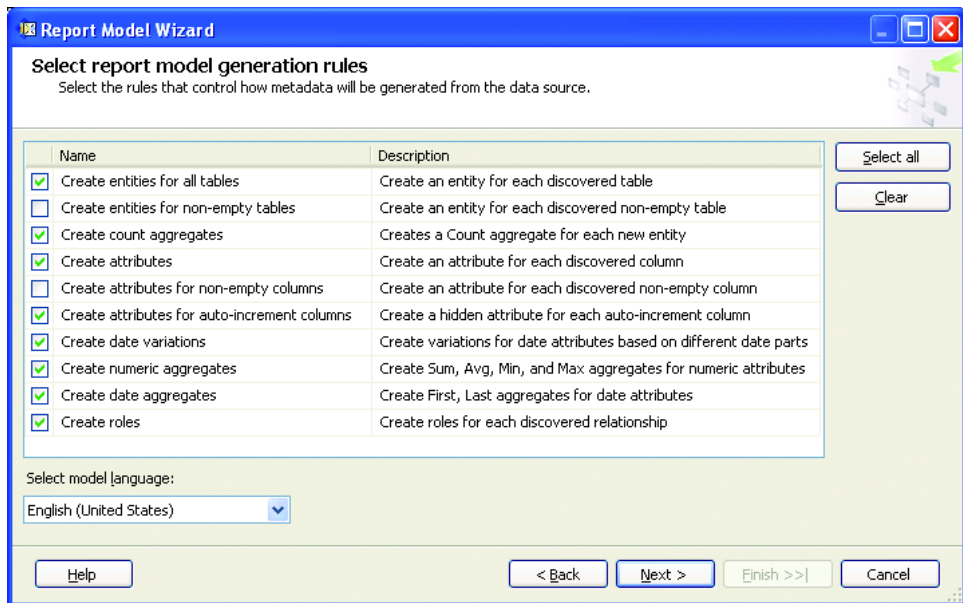 Report Model Wizard
Select report model generation rules
Select the rules that control how metadata will be generated from the data source.
Name Description
Create entities for all tables Create an entity for each discovered table
Create entities for non-empty tables Create an entity for each discovered non-empty table
Create count aggregates Creates a Count aggregate for each new entity
Create attributes Create an attribute for each discovered column
Create attributes for non-empty columns Create an attribute for each discovered non-empty column
Create attributes for auto-increment columns Create a hidden attribute for each auto-increment column
Create date variations Create variations for date attributes based on different date parts
Create numeric aggregates Create Sum, Avg, Min, and Max aggregates for numeric attributes
Create date aggregates Create First, Last aggregates for date attributes
Create roles Create roles for each discovered relationship
Select all
Clear
Select model language:
English (United States)
Help < Back Next > Finish >>| Cancel